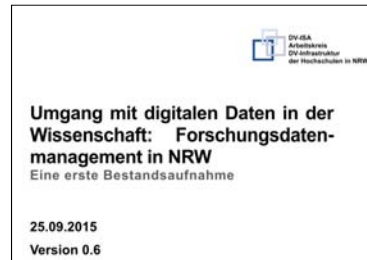 DV-ISA
Arbeitskreis
DV-Infrastruktur
der Hochschulen in NRW
Umgang mit digitalen Daten in der
Wissenschaft: Forschungsdaten-
management in NRW
Eine erste Bestandsaufnahme
25.09.2015
Version 0.6